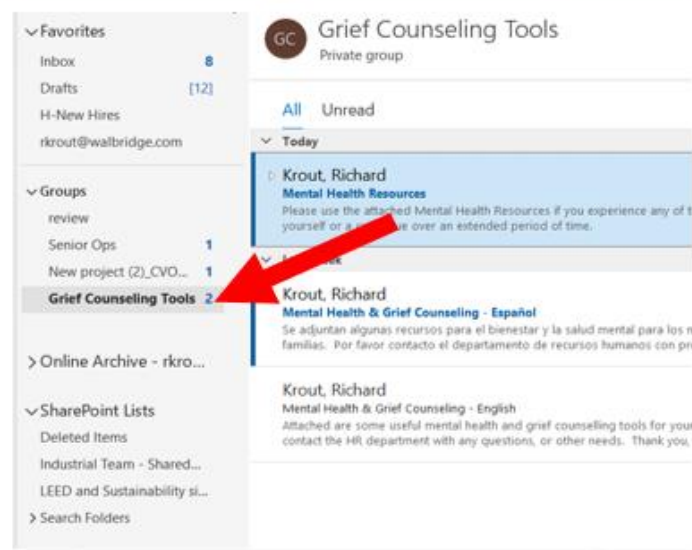 Favorites
Inbox 8
Drafts [12]
H-New Hires
rkrout@walbridge.com
Groups
review
Senior Ops 1
New project (2)_CVO... 1
Grief Counseling Tools 2
Online Archive - rkro...
SharePoint Lists
Deleted Items
Industrial Team - Shared...
LEED and Sustainability si...
Search Folders
GC
Grief Counseling Tools
Private group
All Unread
Today
Krout, Richard
Mental Health Resources
Please use the attached Mental Health Resources if you experience any of
yourself or a over an extended period of time.
Krout, Richard
Mental Health & Grief Counseling - Español
Se adjuntan algunas recursos para el bienestar y la salud mental para los
familias. Por favor contacto el departamento de recursos humanos con
Krout, Richard
Mental Health & Grief Counseling - English
Attached are some useful mental health and grief counselling tools for your
contact the HR department with any questions, or other needs. Thank you,